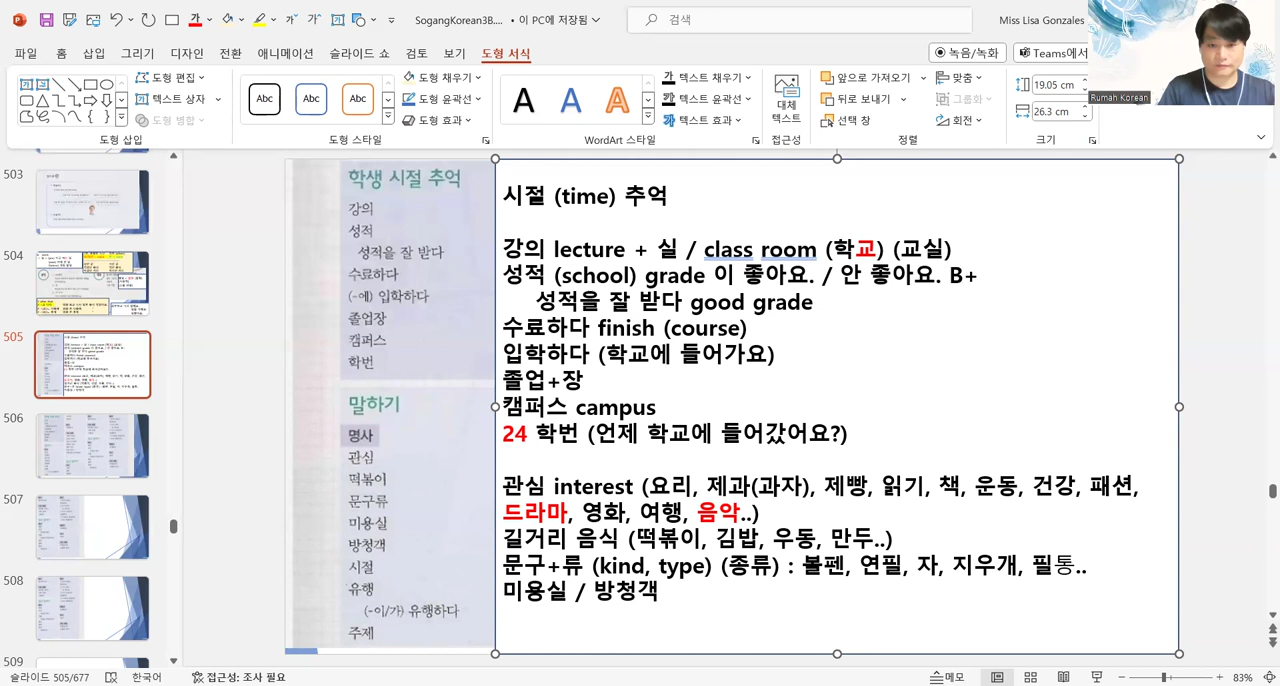 SogangKorean3B.... • 이 PC에 저장됨
검색
Miss Lisa Gonzales
파일 홈 삽입 그리기 디자인 전환 애니메이션 슬라이드 쇼 검토 보기 도형 서식
녹음/녹화
Teams에서
도형 편집
텍스트 상자
도형 병합
도형 삽입
Abc Abc Abc
도형 채우기
도형 윤곽선
도형 효과
도형 스타일
A A A
텍스트 채우기
텍스트 윤곽선
텍스트 효과
WordArt 스타일
대체
텍스트
접근성
앞으로 가져오기
뒤로 보내기
선택 창
맞춤
그룹화
회전
정렬
19.05 cm
26.3 cm
크기
Rumah Korean
503
504
505
506
507
508
509
학생 시절 추억
강의
성적
성적을 잘 받다
수료하다
(-에) 입학하다
졸업장
캠퍼스
학번
말하기
명사
관심
떡볶이
문구류
미용실
방청객
시절
유행
(-이/가) 유행하다
주제
시절 (time) 추억
강의 lecture + 실 / class room (학교) (교실)
성적 (school) grade 이 좋아요. / 안 좋아요. B+
성적을 잘 받다 good grade
수료하다 finish (course)
입학하다 (학교에 들어가요)
졸업+장
캠퍼스 campus
24 학번 (언제 학교에 들어갔어요?)
관심 interest (요리, 제과(과자), 제빵, 읽기, 책, 운동, 건강, 패션,
드라마, 영화, 여행, 음악..)
길거리 음식 (떡볶이, 김밥, 우동, 만두..)
문구+류 (kind, type) (종류) : 볼펜, 연필, 자, 지우개, 필통..
미용실 / 방청객
슬라이드 505/677
한국어
접근성: 조사 필요
메모
83%